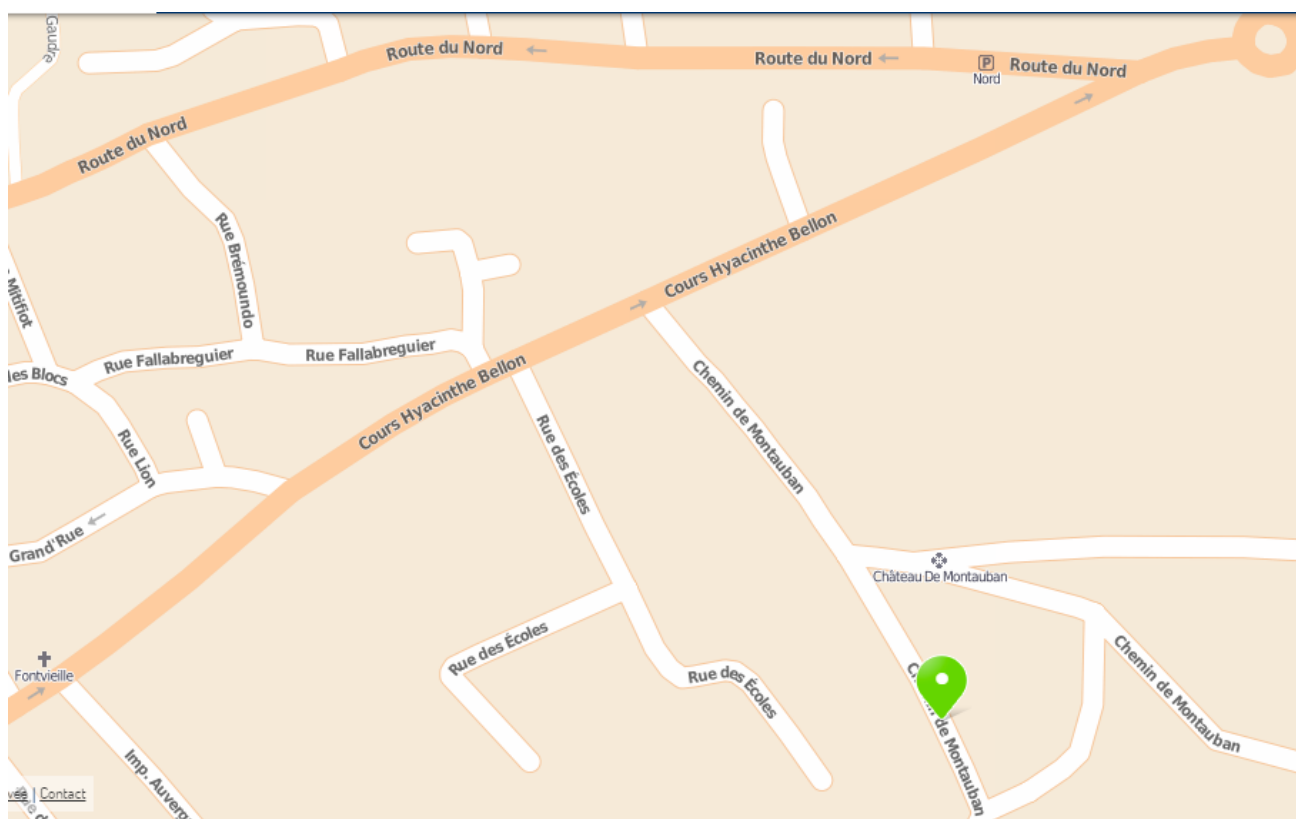 Gaudre
Route du Nord
Route du Nord
Route du Nord
P
Nord
Route du Nord
Rue Brémoundo
Cours Hyacinthe Bellon
Mitifiot
Rue Fallabreguier
Rue Fallabreguier
les Blocs
Cours Hyacinthe Bellon
Chemin de Montauban
Rue Lion
Rue des Écoles
Grand'Rue
Château De Montauban
Rue des Écoles
Fontvieille
Rue des Écoles
Chemin de Montauban
de Montauban
Imp. Auverg
| Contact